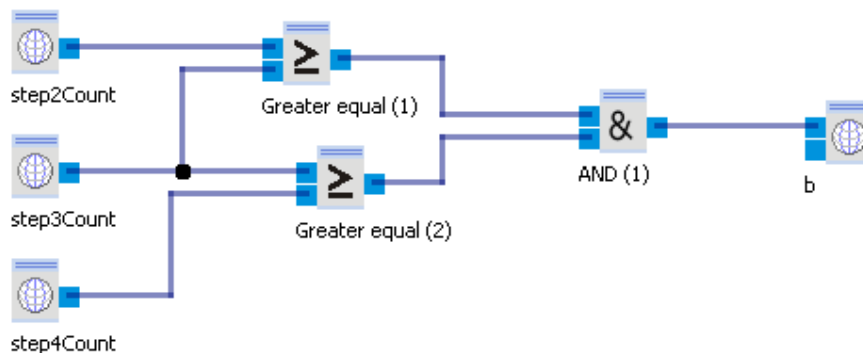 step2Count
≥
Greater equal (1)
step3Count
≥
Greater equal (2)
&
AND (1)
b
step4Count